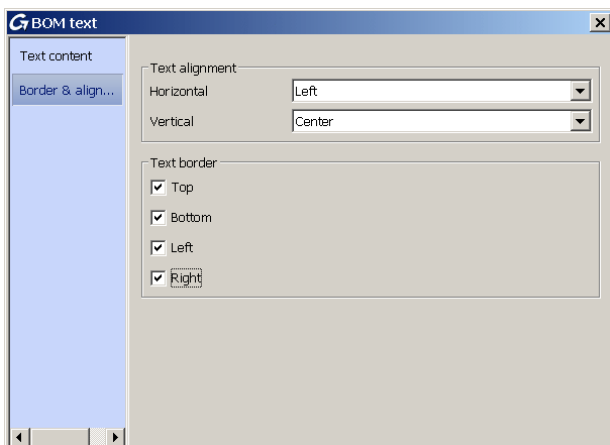 BOM text
Text content
Border & align...
Text alignment
Horizontal Left
Vertical Center
Text border
Top
Bottom
Left
Right